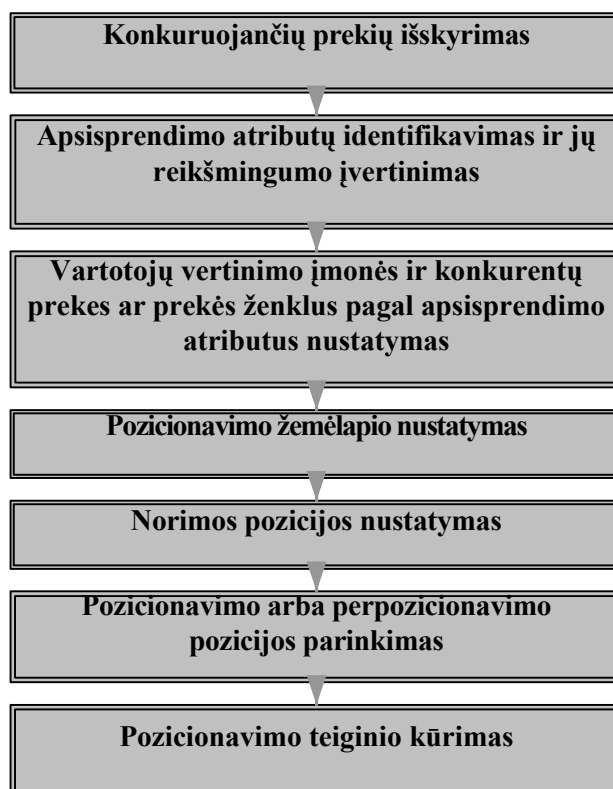 Konkuruojančių prekių išskyrimas
Apsisprendimo atributų identifikavimas ir jų
reikšmingumo įvertinimas
Vartotojų vertinimo įmonės ir konkurentų
prekes ar prekės ženklus pagal apsisprendimo
atributus nustatymas
Pozicionavimo žemėlapio nustatymas
Norimos pozicijos nustatymas
Pozicionavimo arba perpozicionavimo
pozicijos parinkimas
Pozicionavimo teiginio kūrimas